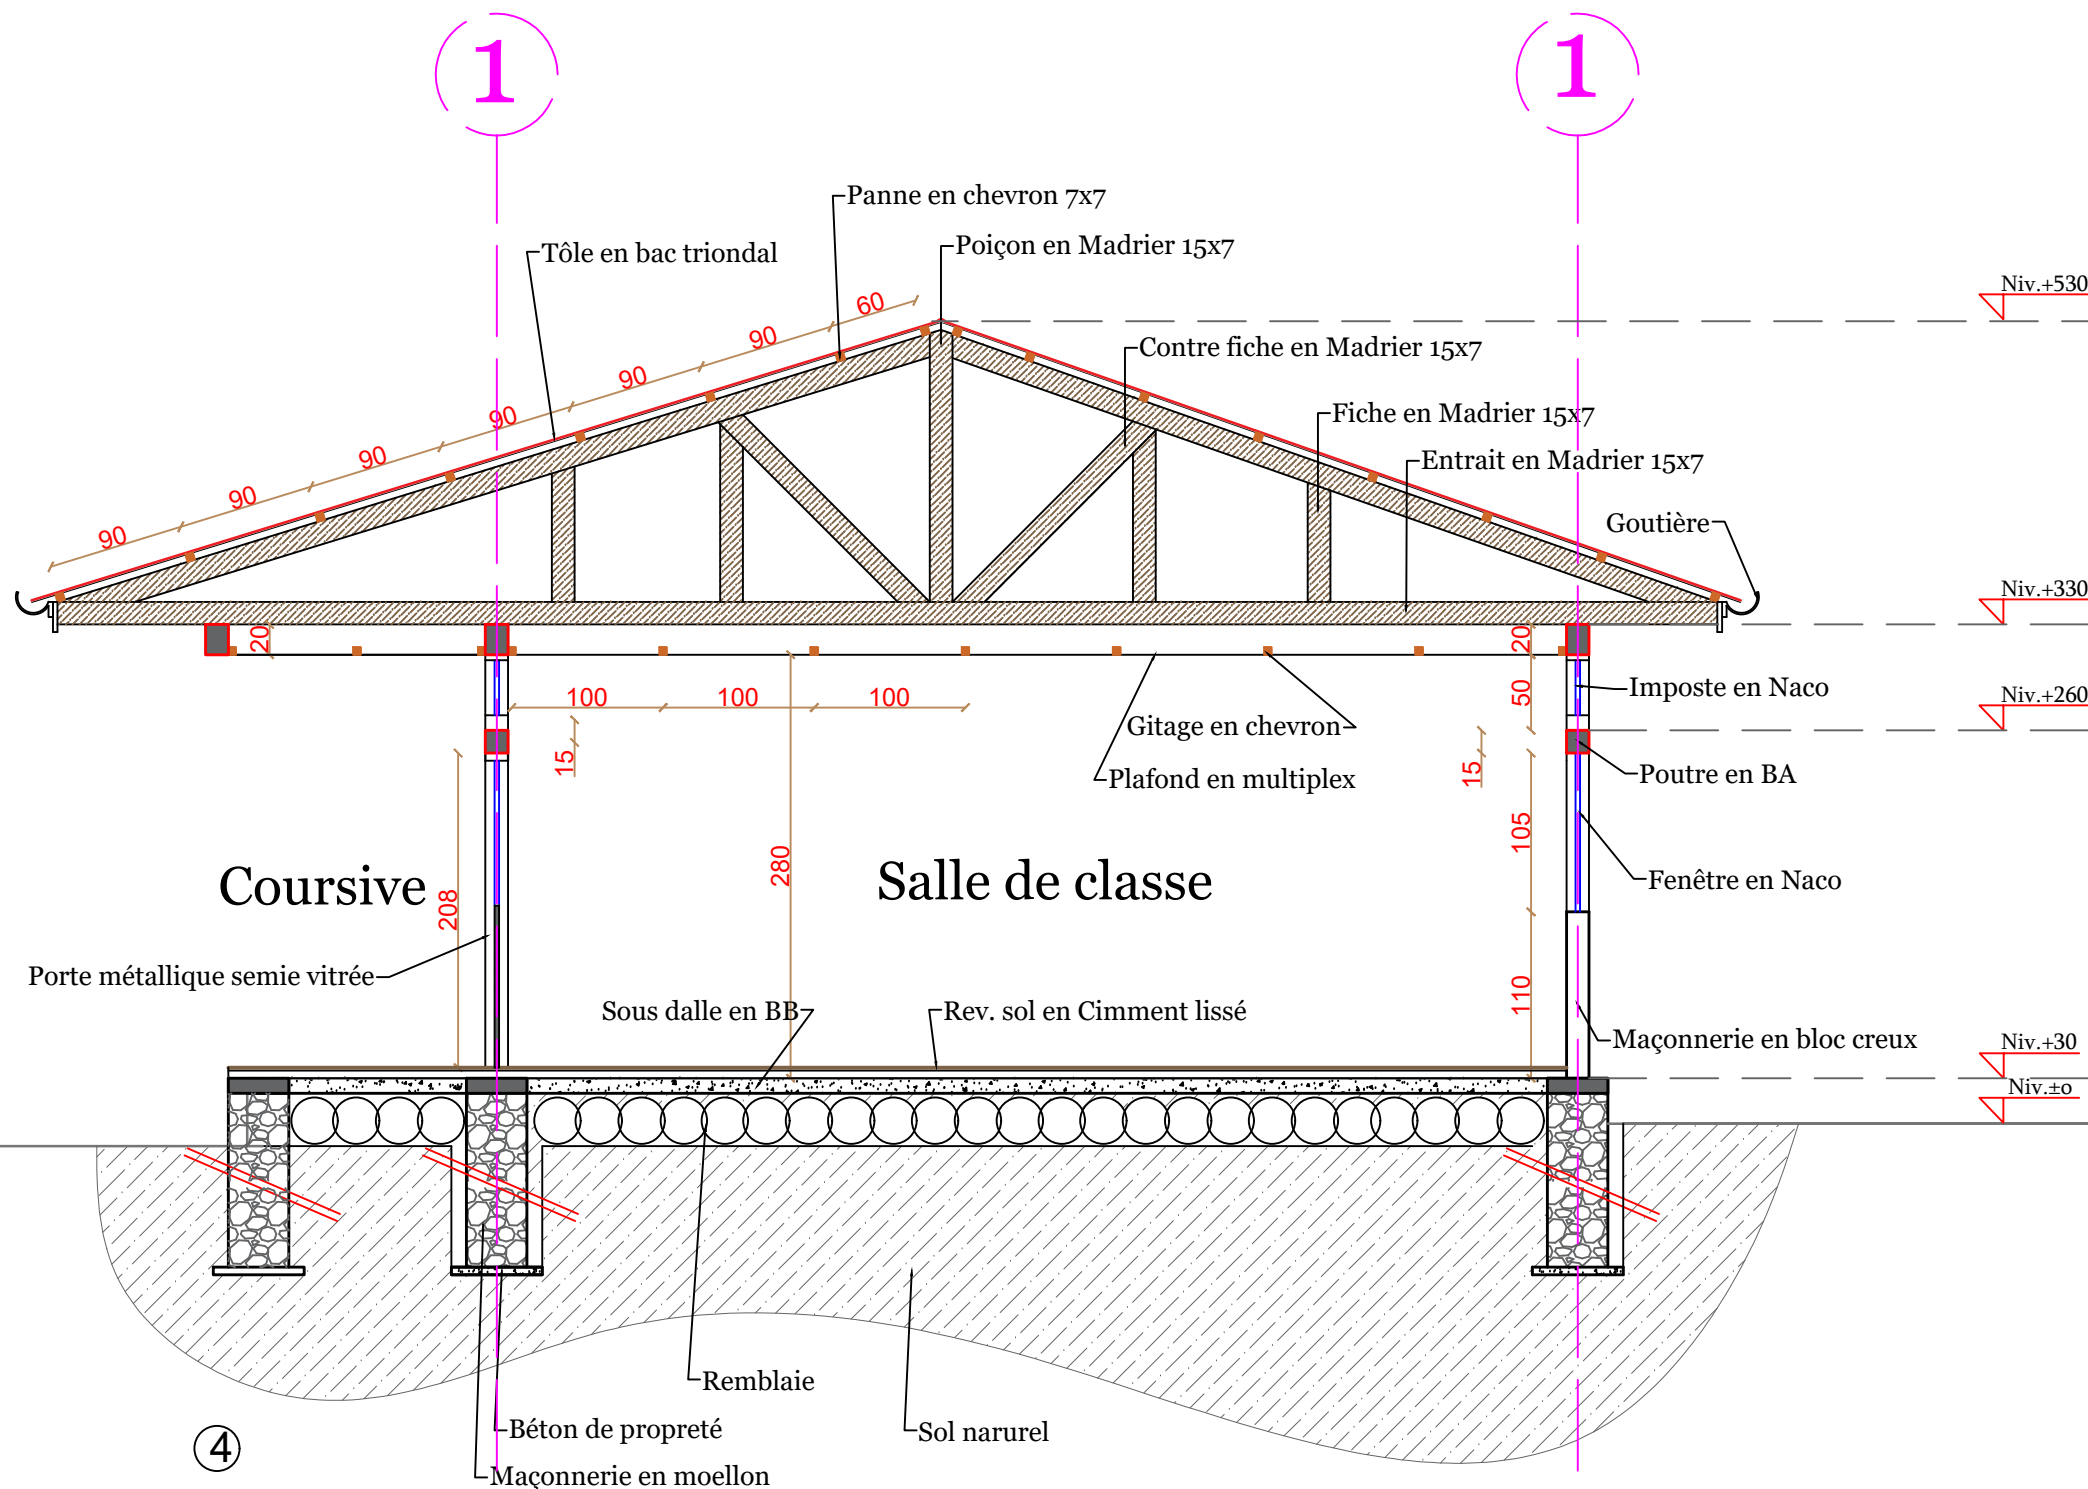 1
1
Panne en chevron 7x7
Poiçon en Madrier 15x7
Tôle en bac triondal
Niv.+530
60
90
Contre fiche en Madrier 15x7
90
90
Fiche en Madrier 15x7
90
Entrait en Madrier 15x7
90
Goutière
90
Niv.+330
20
20
Imposte en Naco
50
Niv.+260
100
100
100
Gitage en chevron
15
15
Plafond en multiplex
Poutre en BA
105
280
Coursive
Salle de classe
208
Fenêtre en Naco
Porte métallique semie vitrée
110
Sous dalle en BB
Rev. sol en Cimment lissé
Maçonnerie en bloc creux
Niv.+30
Niv.±0
Remblaie
Béton de propreté
Sol narurel
4
Maçonnerie en moellon